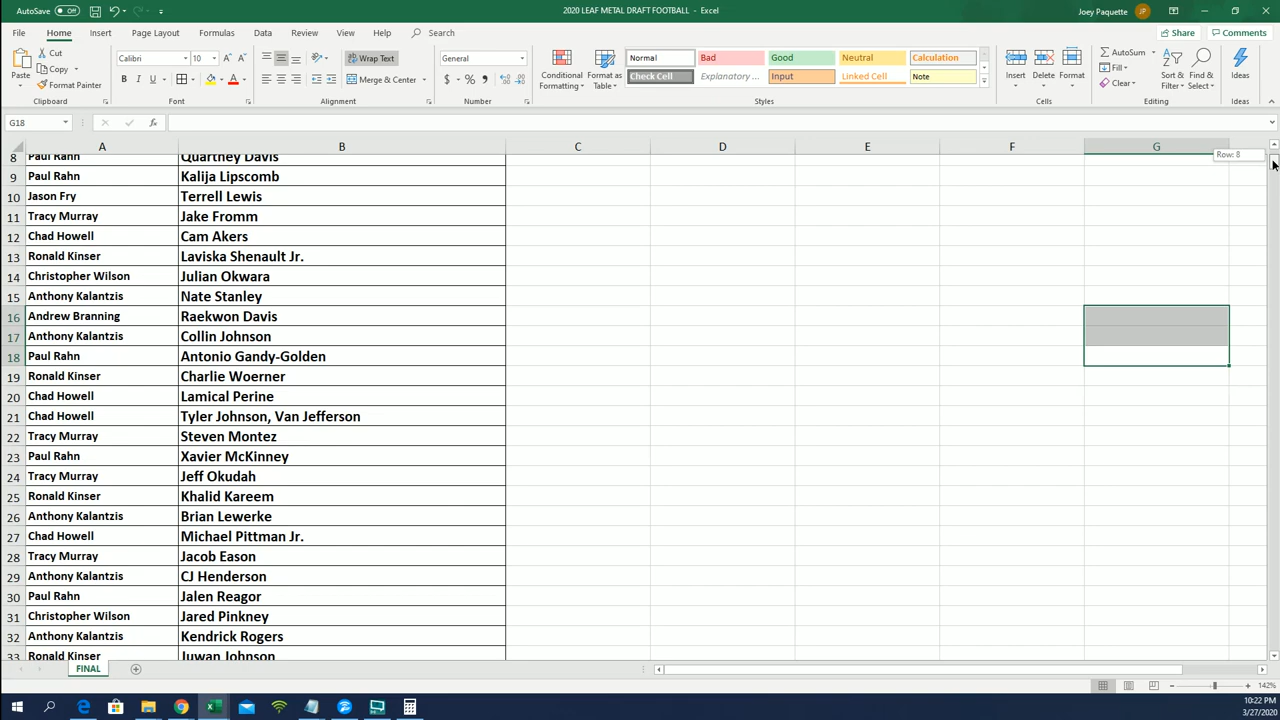 AutoSave Off 2020 LEAF METAL DRAFT FOOTBALL - Excel Joey Paquette JP
File Home Insert Page Layout Formulas Data Review View Help Search Share Comments
Paste Cut Copy Format Painter
Calibri 10 A A Wrap Text Merge & Center
B I U A
General $ % 9
Conditional Formatting Format as Table
Normal Bad Good Neutral Calculation
Check Cell Explanatory ... Input Linked Cell Note
Insert Delete Format
AutoSum Fill Clear Sort & Filter Find & Select Ideas
Clipboard Font Alignment Number Styles Cells Editing Ideas
G18 fx
A B C D E F G
Row: 8
8 Paul Rahn Quartney Davis
9 Paul Rahn Kalija Lipscomb
10 Jason Fry Terrell Lewis
11 Tracy Murray Jake Fromm
12 Chad Howell Cam Akers
13 Ronald Kinser Laviska Shenault Jr.
14 Christopher Wilson Julian Okwara
15 Anthony Kalantzis Nate Stanley
16 Andrew Branning Raekwon Davis
17 Anthony Kalantzis Collin Johnson
18 Paul Rahn Antonio Gandy-Golden
19 Ronald Kinser Charlie Woerner
20 Chad Howell Lamical Perine
21 Chad Howell Tyler Johnson, Van Jefferson
22 Tracy Murray Steven Montez
23 Paul Rahn Xavier McKinney
24 Tracy Murray Jeff Okudah
25 Ronald Kinser Khalid Kareem
26 Anthony Kalantzis Brian Lewerke
27 Chad Howell Michael Pittman Jr.
28 Tracy Murray Jacob Eason
29 Anthony Kalantzis CJ Henderson
30 Paul Rahn Jalen Reagor
31 Christopher Wilson Jared Pinkney
32 Anthony Kalantzis Kendrick Rogers
33 Ronald Kinser Juwan Johnson
FINAL
142%
10:22 PM
3/27/2020